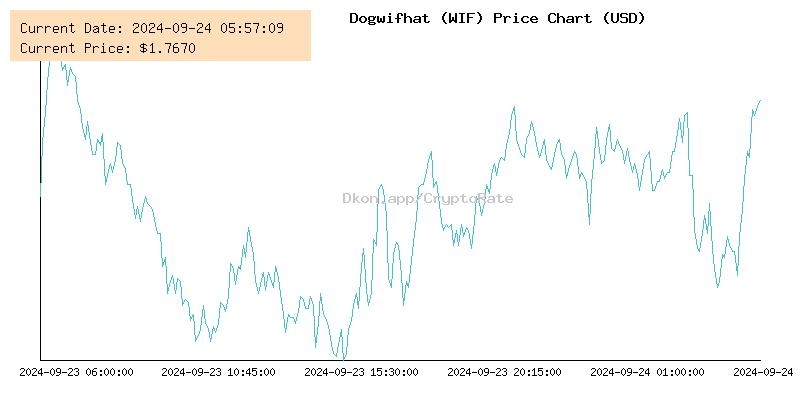 Dogwifhat (WIF) Price Chart (USD)
Current Date: 2024-09-24 05:57:09
Current Price: $1.7670
Dkon.app/CryptoRate
2024-09-23 06:00:00
2024-09-23 10:45:00
2024-09-23 15:30:00
2024-09-23 20:15:00
2024-09-24 01:00:00
2024-09-24